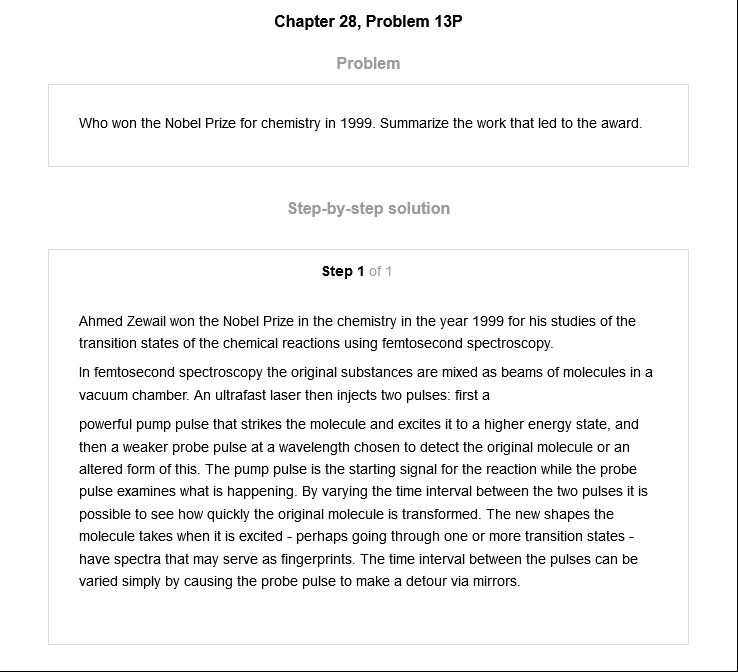 Chapter 28, Problem 13P
Problem
Who won the Nobel Prize for chemistry in 1999. Summarize the work that led to the award.
Step-by-step solution
Step 1 of 1
Ahmed Zewail won the Nobel Prize in the chemistry in the year 1999 for his studies of the
transition states of the chemical reactions using femtosecond spectroscopy.
In femtosecond spectroscopy the original substances are mixed as beams of molecules in a
vacuum chamber. An ultrafast laser then injects two pulses: first a
powerful pump pulse that strikes the molecule and excites it to a higher energy state, and
then a weaker probe pulse at a wavelength chosen to detect the original molecule or an
altered form of this. The pump pulse is the starting signal for the reaction while the probe
pulse examines what is happening. By varying the time interval between the two pulses it is
possible to see how quickly the original molecule is transformed. The new shapes the
molecule takes when it is excited - perhaps going through one or more transition states -
have spectra that may serve as fingerprints. The time interval between the pulses can be
varied simply by causing the probe pulse to make a detour via mirrors.